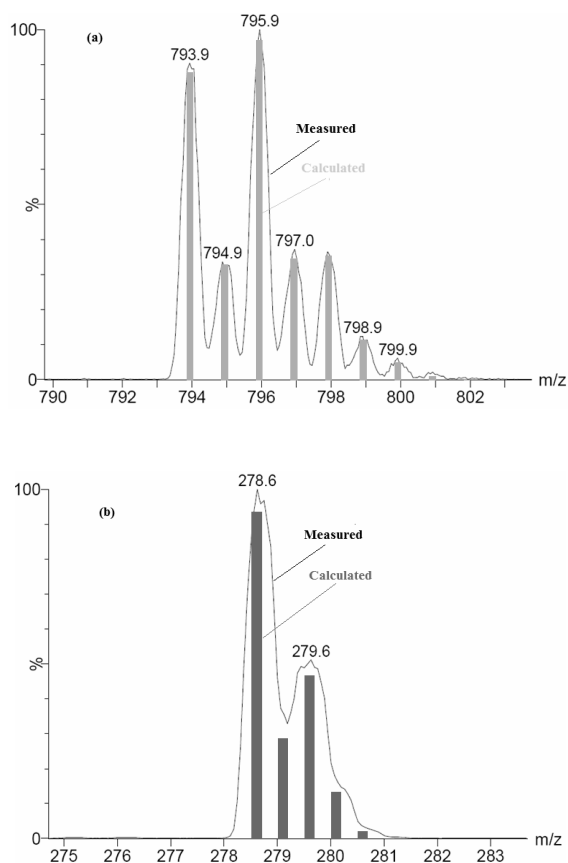 100
(a)
795.9
793.9
Measured
Calculated
%
794.9
797.0
798.9
799.9
0
790 792 794 796 798 800 802
m/z
278.6
100
(b)
Measured
Calculated
%
279.6
0
275 276 277 278 279 280 281 282 283
m/z